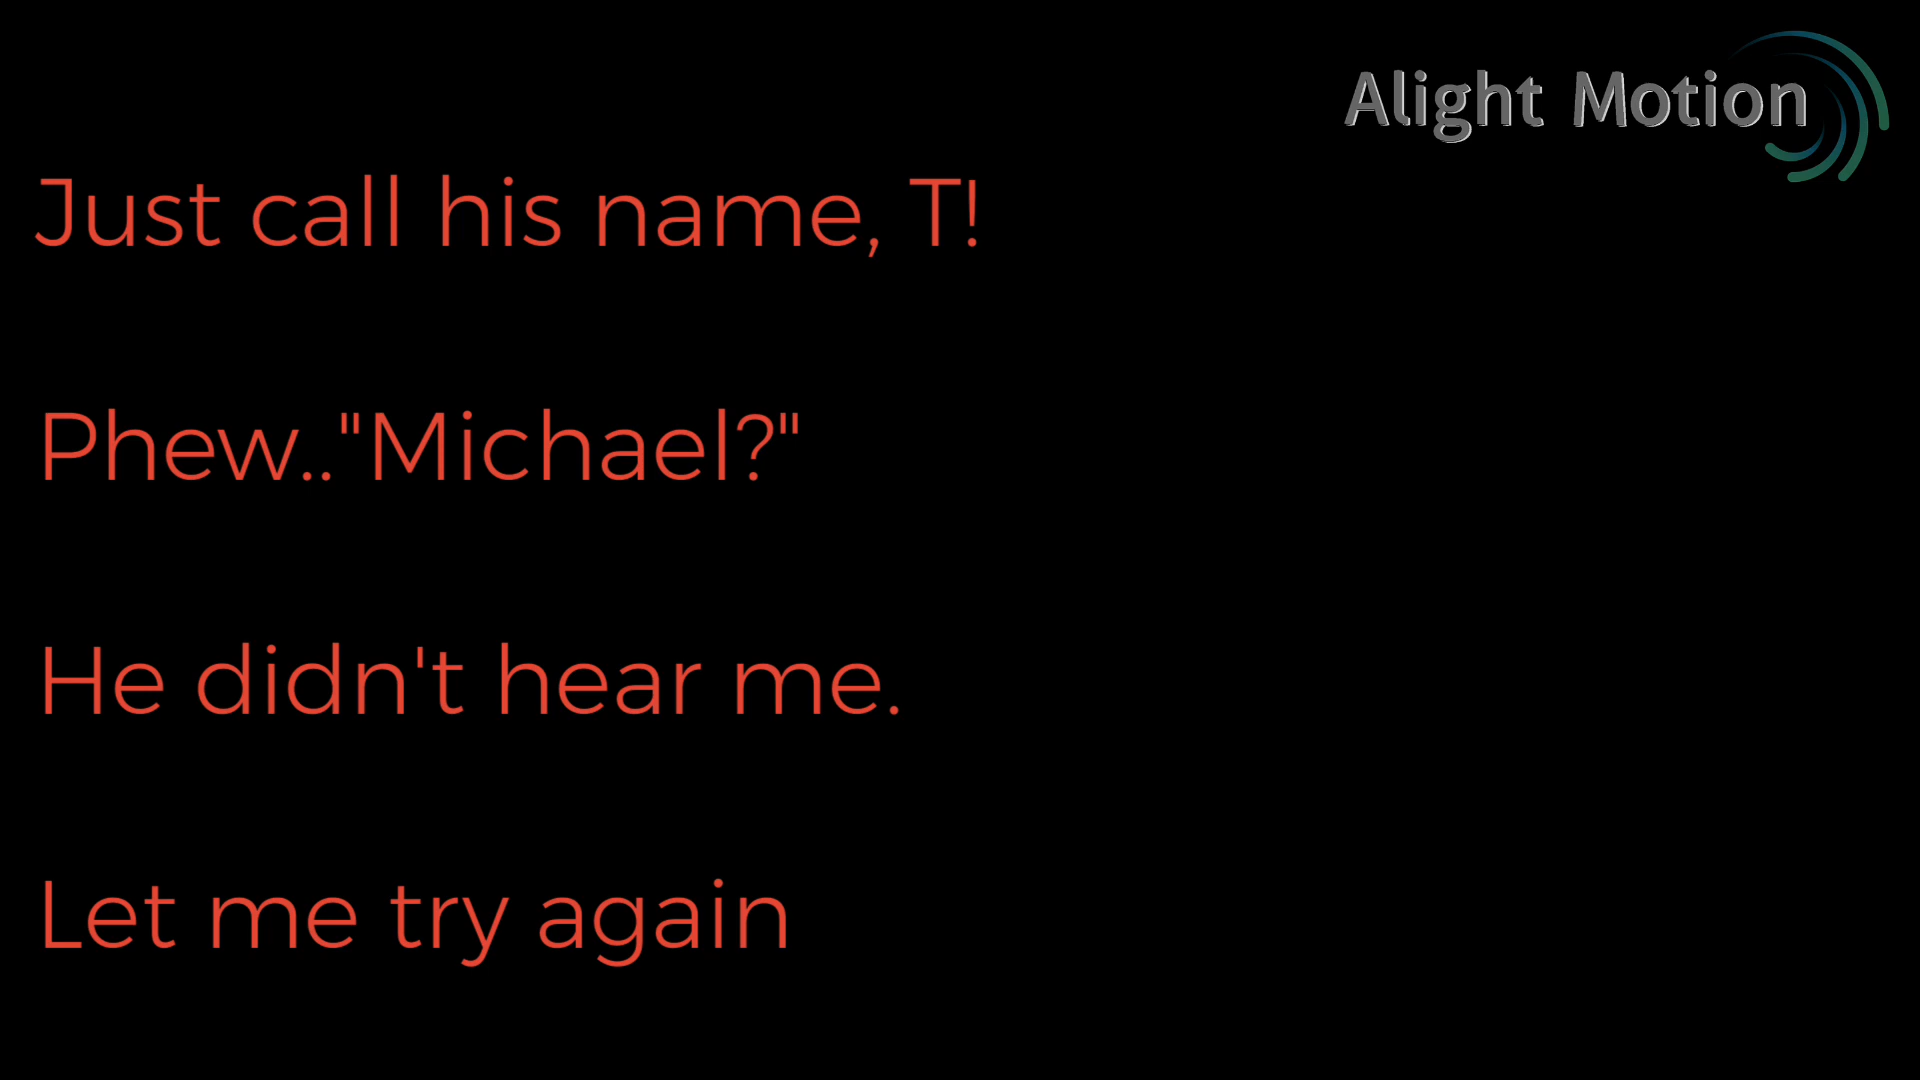 Alight Motion
Just call his name, T!
Phew.."Michael?"
He didn't hear me.
Let me try again